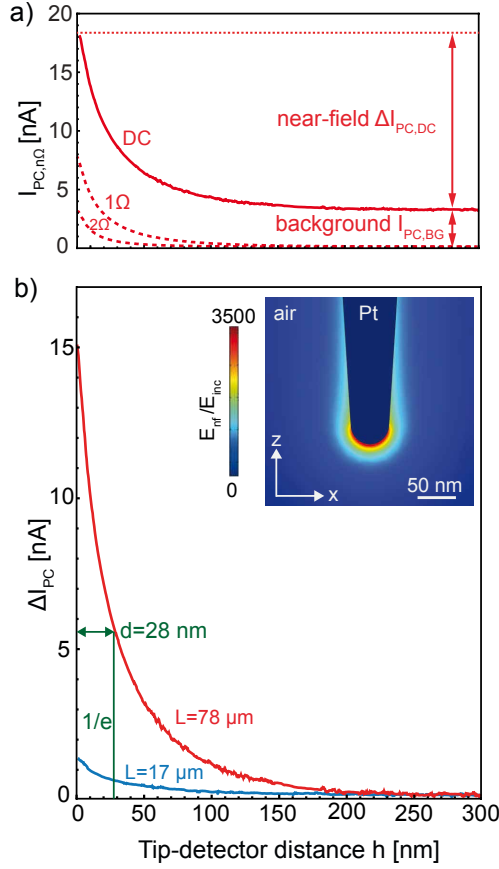 a)
20
15
10
5
0
I_PC,nΩ [nA]
DC
1Ω
2Ω
near-field ΔI_PC,DC
background I_PC,BG
b)
15
10
5
0
ΔI_PC [nA]
3500
0
E_nf/E_inc
air
Pt
z
x
50 nm
d=28 nm
1/e
L=78 µm
L=17 µm
0 50 100 150 200 250 300
Tip-detector distance h [nm]